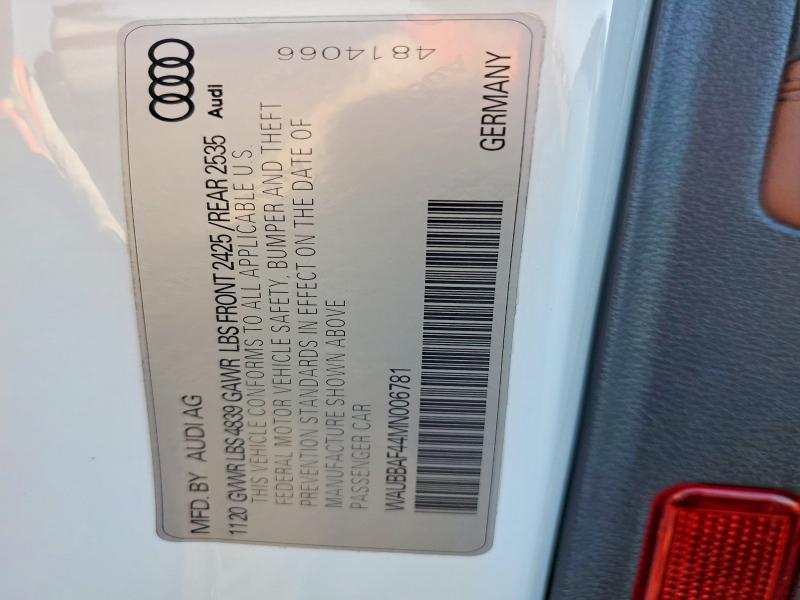 MFD. BY AUDI AG
1120 GVWR LBS 4839 GAWR LBS FRONT 2425 / REAR 2535
THIS VEHICLE CONFORMS TO ALL APPLICABLE U.S.
FEDERAL MOTOR VEHICLE SAFETY, BUMPER AND THEFT
PREVENTION STANDARDS IN EFFECT ON THE DATE OF
MANUFACTURE SHOWN ABOVE
PASSENGER CAR
WAUBBAF44MN006781
Audi
4814066
GERMANY